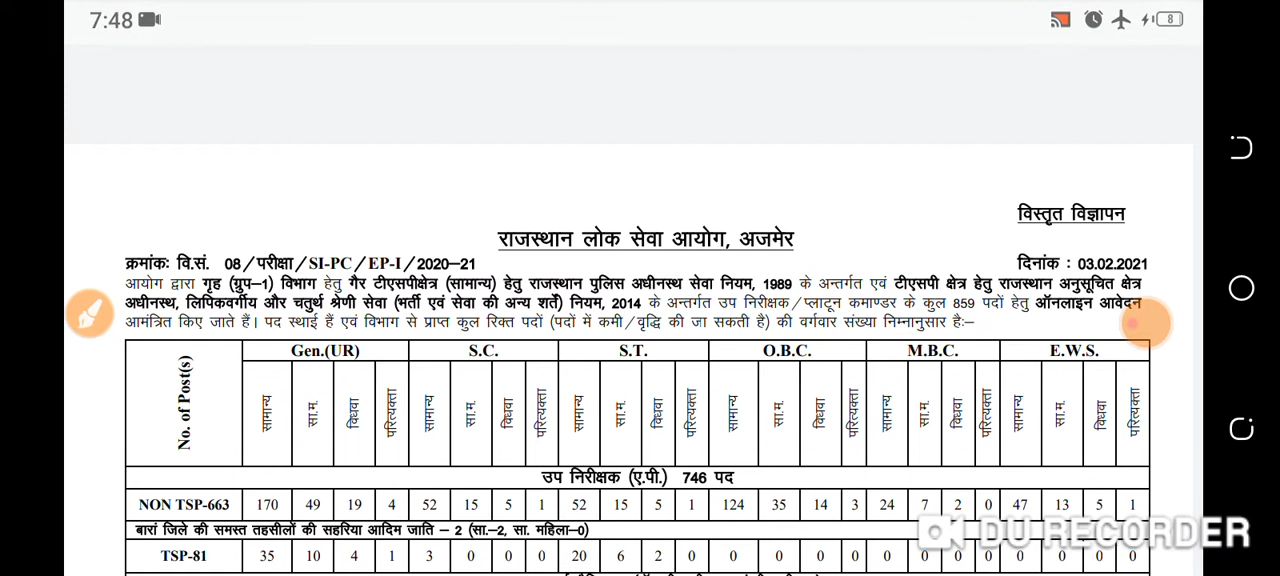 7:48
8
विस्तृत विज्ञापन
राजस्थान लोक सेवा आयोग, अजमेर
क्रमांकः वि.सं. 08/परीक्षा/SI-PC/EP-I/2020-21 दिनांक : 03.02.2021
आयोग द्वारा गृह (ग्रुप-1) विभाग हेतु गैर टीएसपीक्षेत्र (सामान्य) हेतु राजस्थान पुलिस अधीनस्थ सेवा नियम, 1989 के अन्तर्गत एवं टीएसपी क्षेत्र हेतु राजस्थान अनुसूचित क्षेत्र
अधीनस्थ, लिपिकवर्गीय और चतुर्थ श्रेणी सेवा (भर्ती एवं सेवा की अन्य शर्तें) नियम, 2014 के अन्तर्गत उप निरीक्षक/प्लाटून कमाण्डर के कुल 859 पदों हेतु ऑनलाइन आवेदन
आमंत्रित किए जाते हैं। पद स्थाई हैं एवं विभाग से प्राप्त कुल रिक्त पदों (पदों में कमी/वृद्धि की जा सकती है) की वर्गवार संख्या निम्नानुसार है:-
No. of Post(s) Gen.(UR) S.C. S.T. O.B.C. M.B.C. E.W.S.
सामान्य सा.म. विधवा परित्यक्ता सामान्य सा.म. विधवा परित्यक्ता सामान्य सा.म. विधवा परित्यक्ता सामान्य सा.म. विधवा परित्यक्ता सामान्य सा.म. विधवा परित्यक्ता सामान्य सा.म. विधवा परित्यक्ता
उप निरीक्षक (ए.पी.) 746 पद
NON TSP-663 170 49 19 4 52 15 5 1 52 15 5 1 124 35 14 3 24 7 2 0 47 13 5 1
बारां जिले की समस्त तहसीलों की सहरिया आदिम जाति - 2 (सा.-2, सा. महिला-0)
TSP-81 35 10 4 1 3 0 0 0 20 6 2 0 0 0 0 0 0 0 0 0 0 0 0 0
DU RECORDER